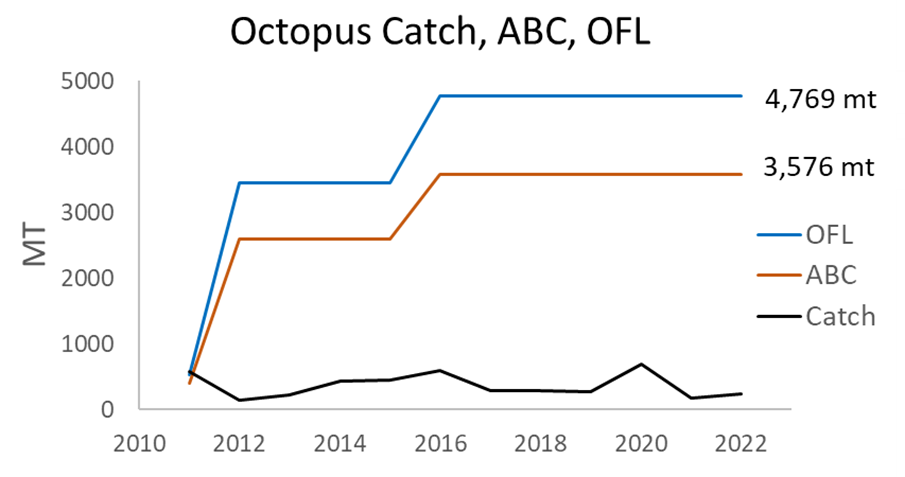 Octopus Catch, ABC, OFL
5000
4,769 mt
4000
3,576 mt
3000
MT
OFL
2000
ABC
1000
Catch
0
2010 2012 2014 2016 2018 2020 2022